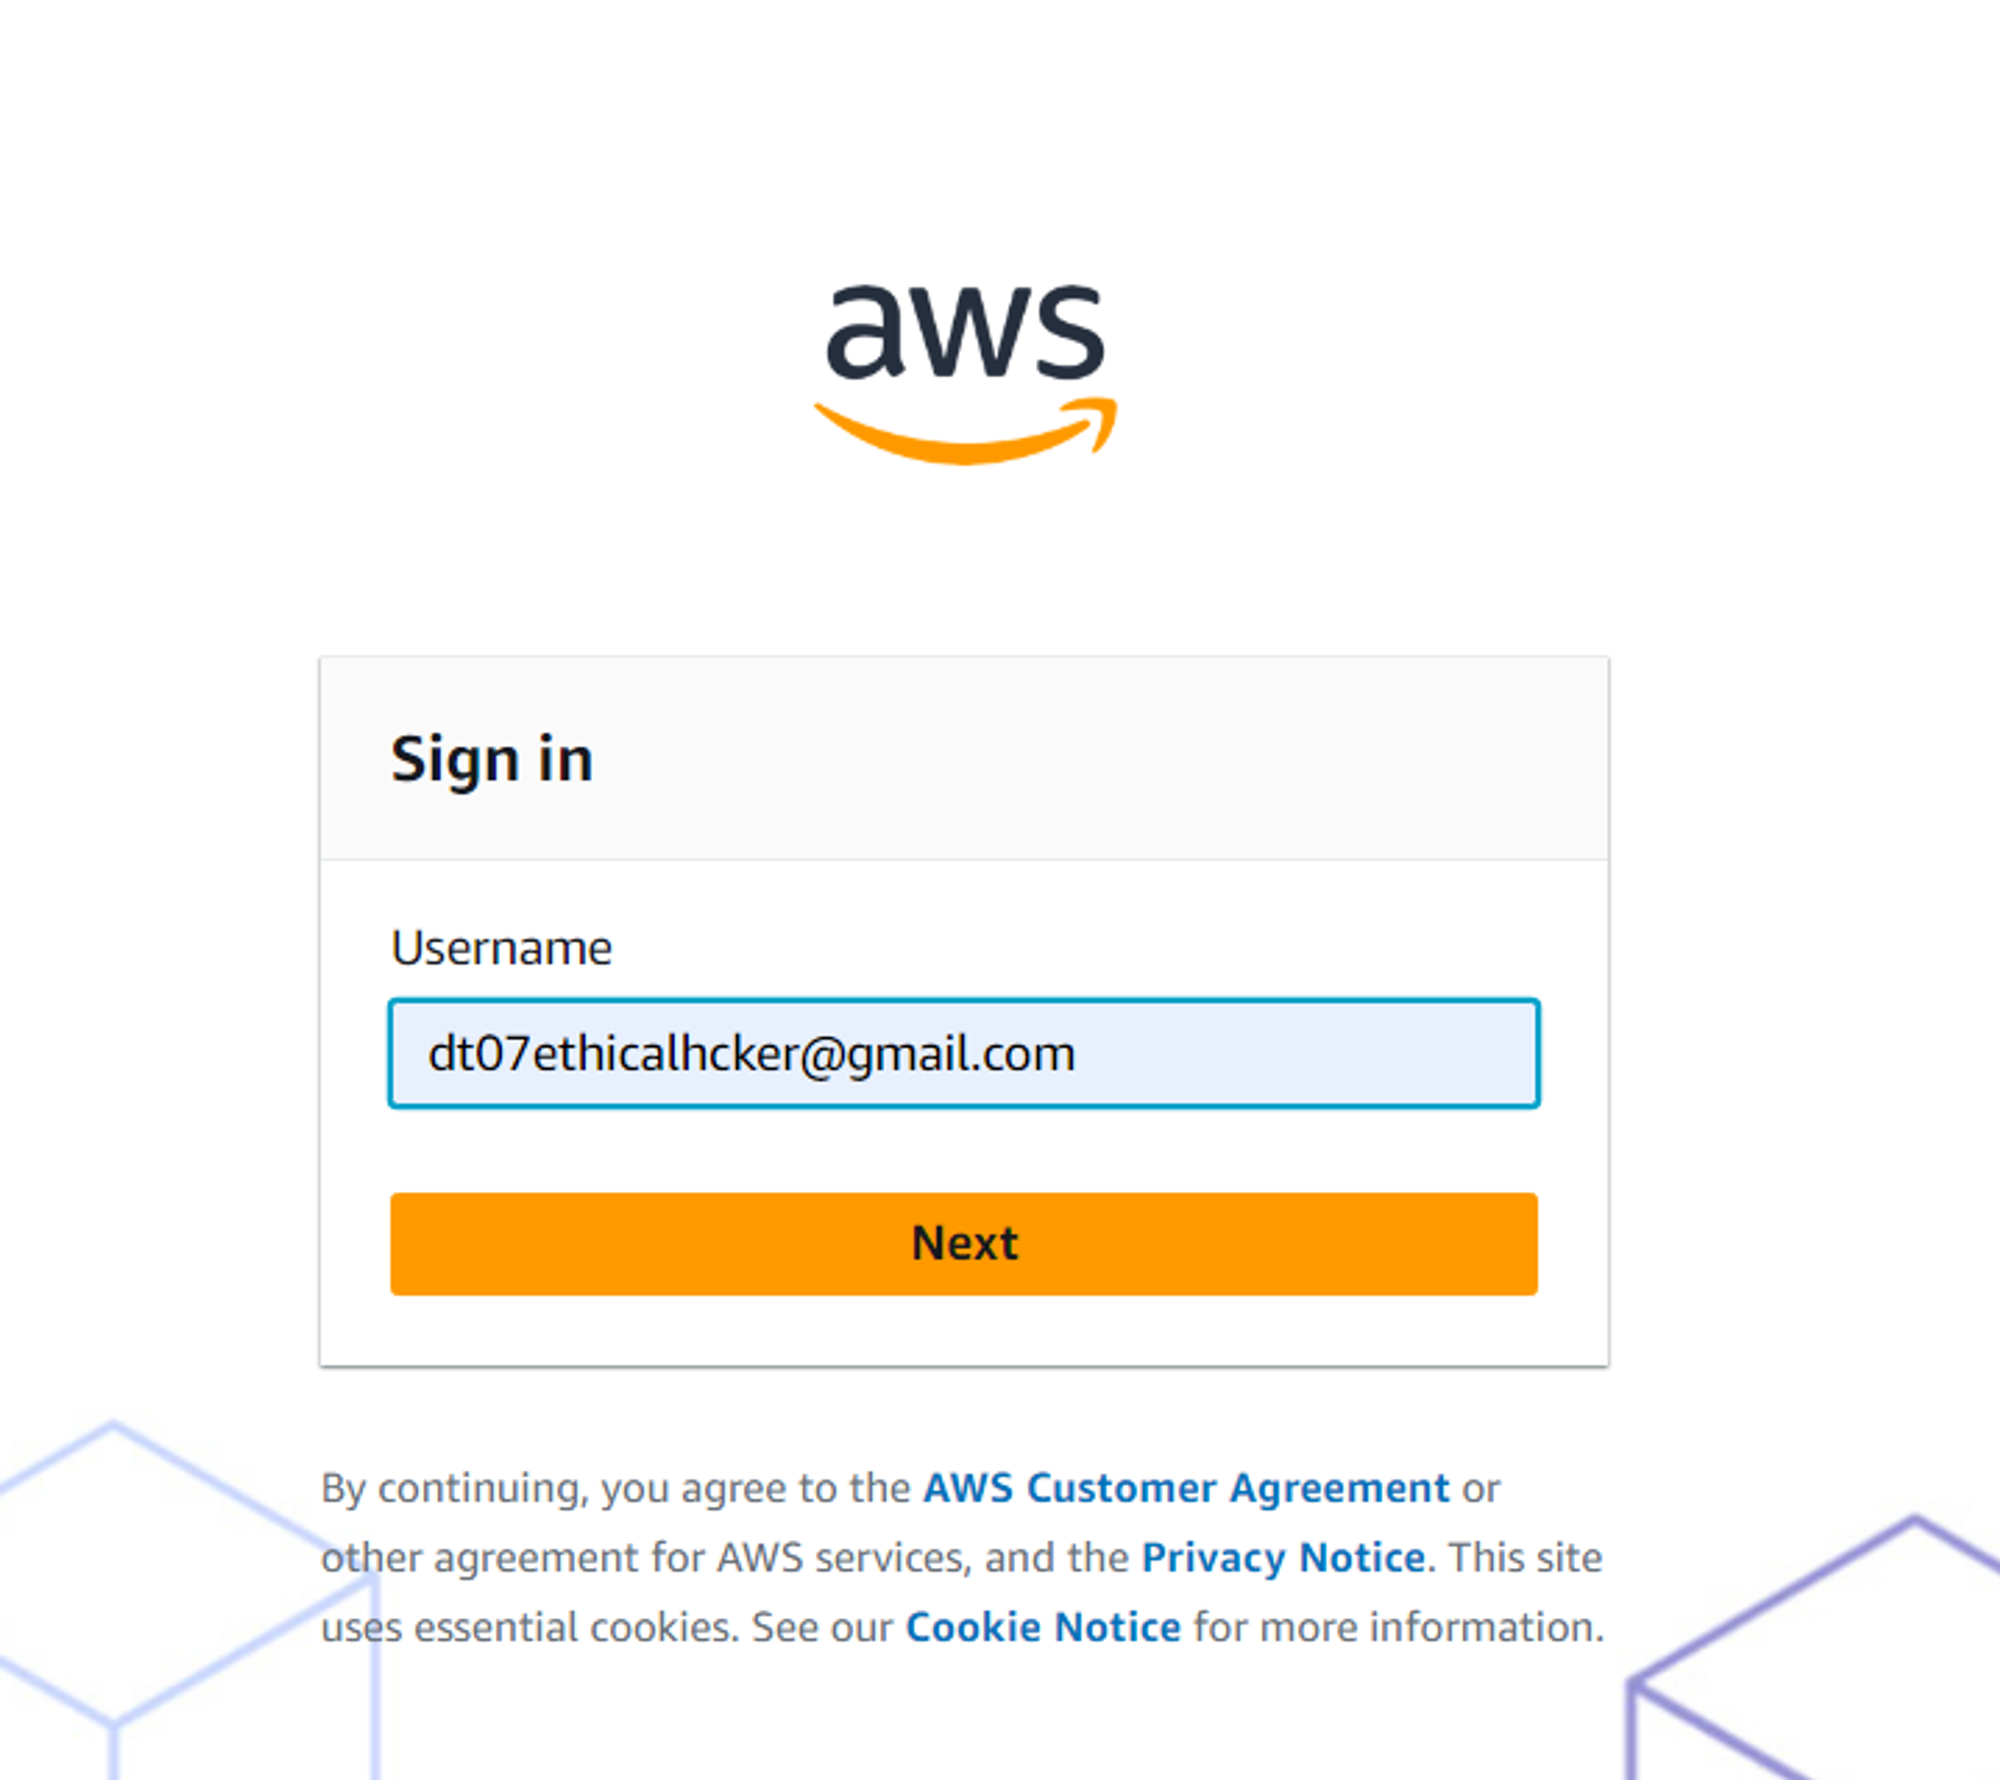 aws
Sign in
Username
dt07ethicalhcker@gmail.com
Next
By continuing, you agree to the AWS Customer Agreement or
other agreement for AWS services, and the Privacy Notice. This site
uses essential cookies. See our Cookie Notice for more information.